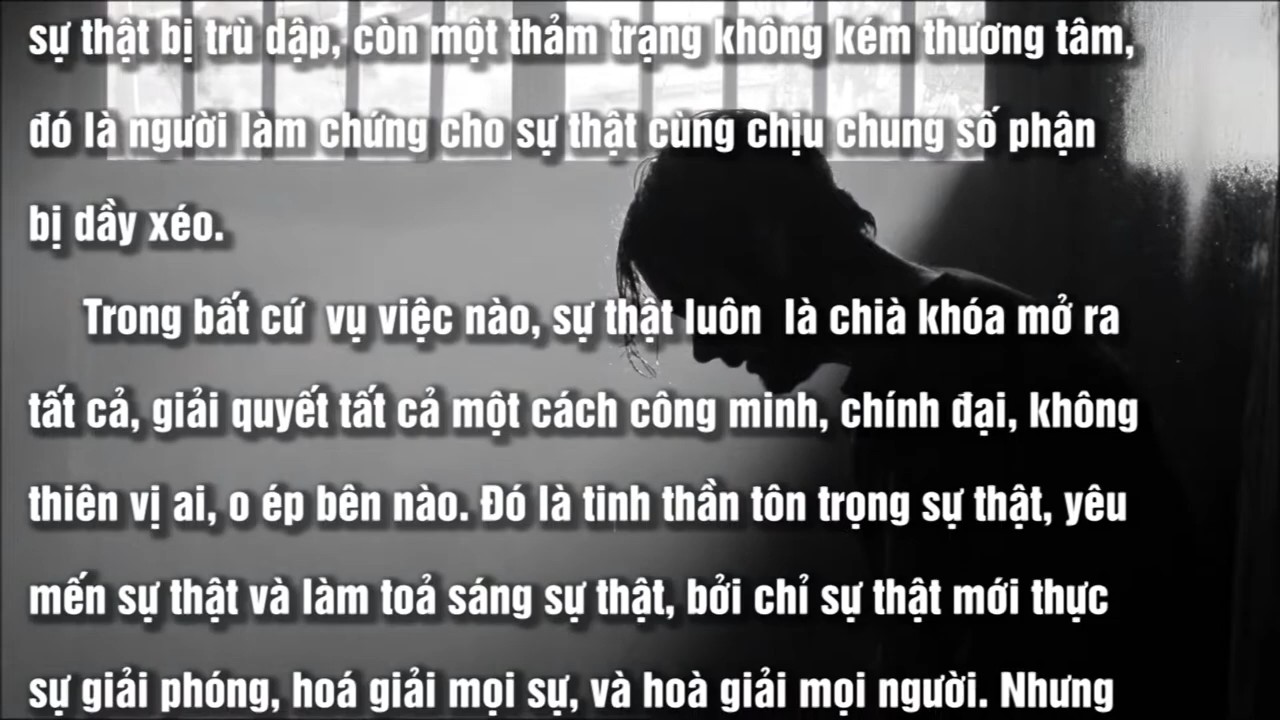 sự thật bị trù dập, còn một thảm trạng không kém thương tâm,
đó là người làm chứng cho sự thật cùng chịu chung số phận
bị dầy xéo.
Trong bất cứ vụ việc nào, sự thật luôn là chià khóa mở ra
tất cả, giải quyết tất cả một cách công minh, chính đại, không
thiên vị ai, o ép bên nào. Đó là tinh thần tôn trọng sự thật, yêu
mến sự thật và làm toả sáng sự thật, bởi chỉ sự thật mới thực
sự giải phóng, hoá giải mọi sự, và hoà giải mọi người. Nhưng